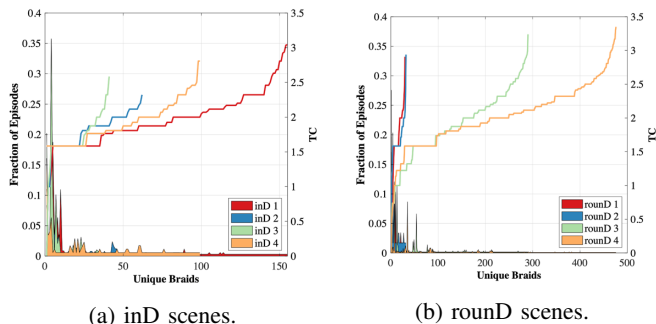 0.4
0.35
0.3
0.25
0.2
0.15
0.1
0.05
0
Fraction of Episodes
3.5
3
2.5
2
1.5
1
0.5
0
TC
inD 1
inD 2
inD 3
inD 4
0 50 100 150
Unique Braids
(a) inD scenes.
0.4
0.35
0.3
0.25
0.2
0.15
0.1
0.05
0
Fraction of Episodes
3.5
3
2.5
2
1.5
1
0.5
0
TC
rounD 1
rounD 2
rounD 3
rounD 4
0 100 200 300 400 500
Unique Braids
(b) rounD scenes.